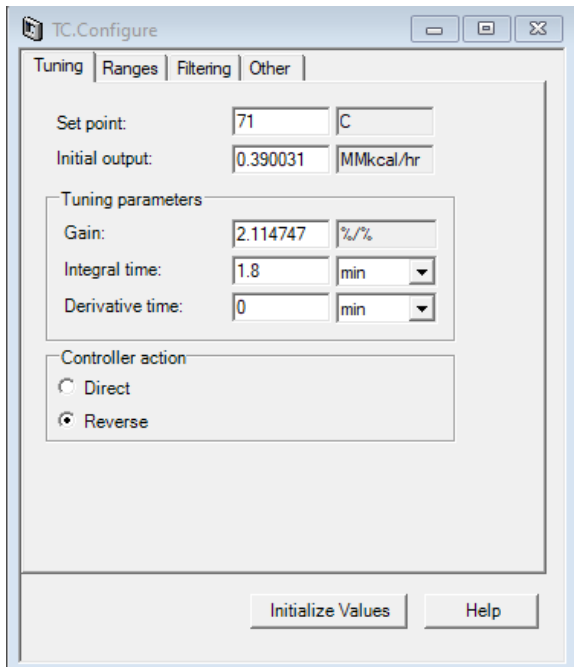 TC.Configure
Tuning Ranges Filtering Other
Set point: 71 C
Initial output: 0.390031 MMkcal/hr
Tuning parameters
Gain: 2.114747 %/%
Integral time: 1.8 min
Derivative time: 0 min
Controller action
Direct
Reverse
Initialize Values Help